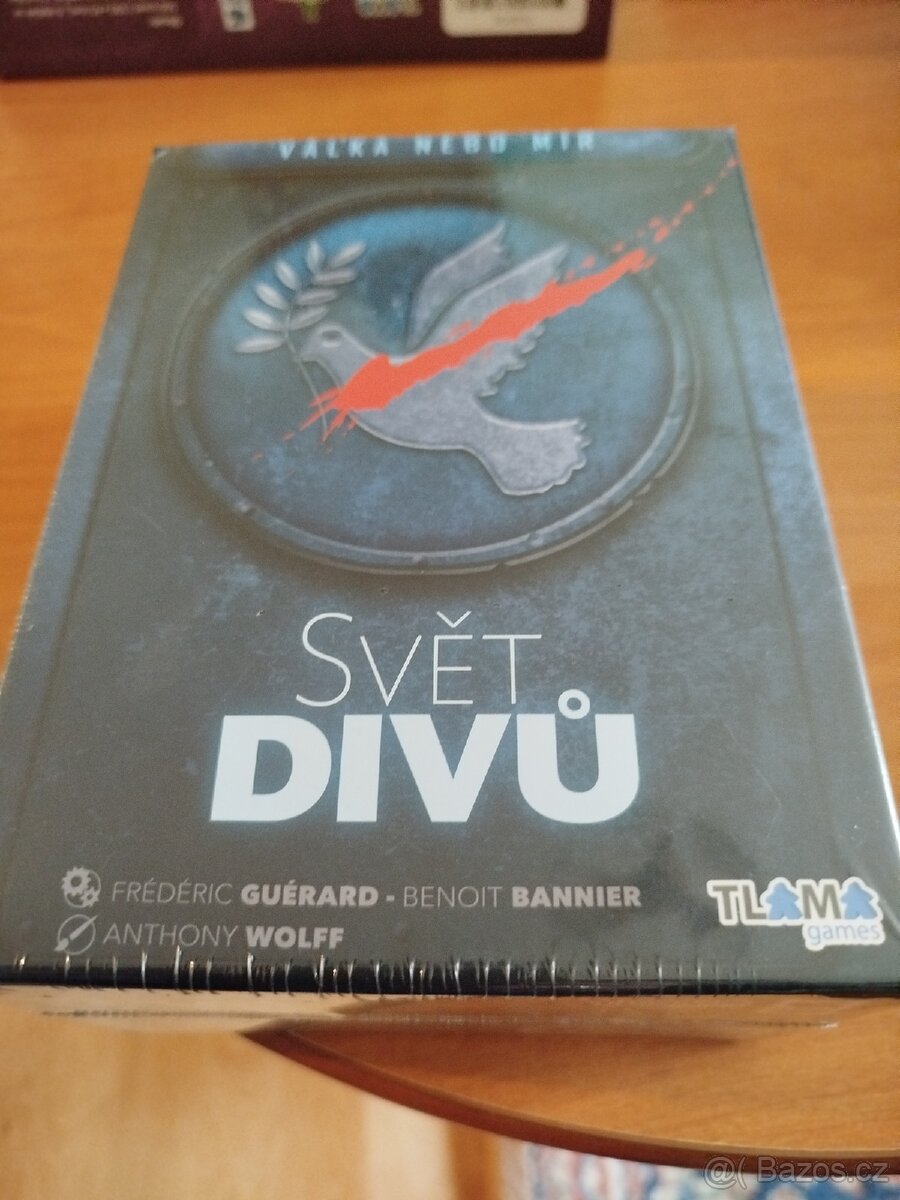 VÁLKA NEBO MÍR
SVĚT
DIVŮ
FRÉDÉRIC GUÉRARD - BENOIT BANNIER
ANTHONY WOLFF
TLAMA
games
@( Bazos.cz